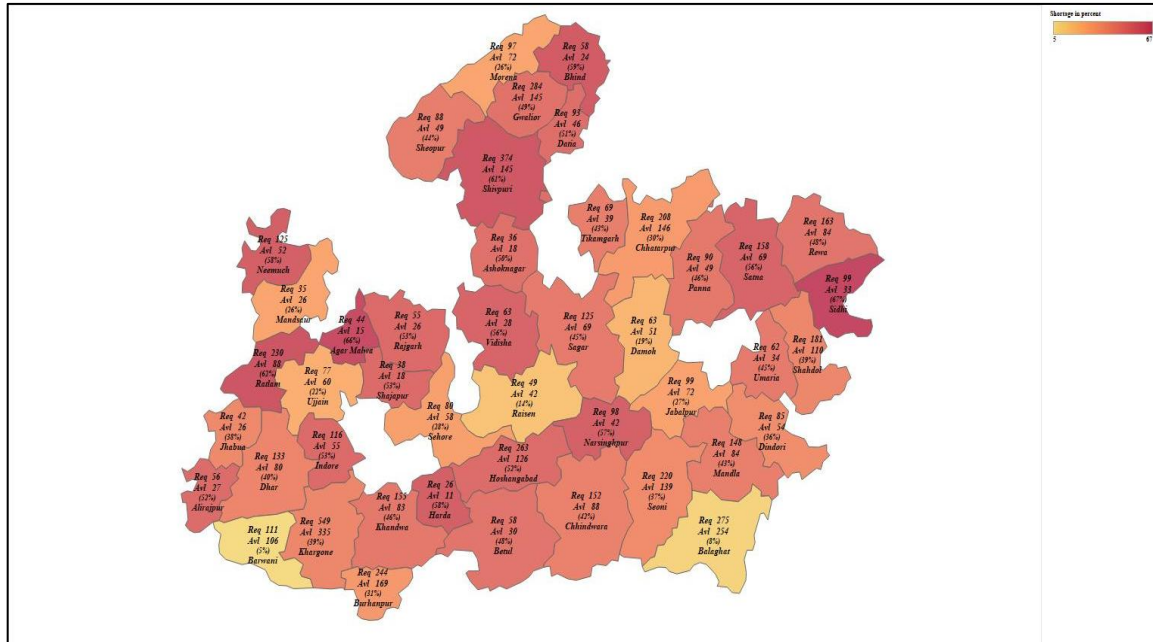 Shortage in percent
5
67
Req 97
Avl 72
(26%)
Morena
Req 58
Avl 24
(59%)
Bhind
Req 284
Avl 145
(49%)
Gwalior
Req 93
Avl 46
(51%)
Datia
Req 88
Avl 49
(44%)
Sheopur
Req 374
Avl 145
(61%)
Shivpuri
Req 69
Avl 39
(43%)
Tikamgarh
Req 208
Avl 146
(30%)
Chhatarpur
Req 163
Avl 84
(48%)
Rewa
Req 125
Avl 52
(58%)
Neemuch
Req 36
Avl 18
(50%)
Ashoknagar
Req 90
Avl 49
(46%)
Panna
Req 158
Avl 69
(56%)
Satna
Req 99
Avl 33
(67%)
Sidhi
Req 35
Avl 26
(26%)
Mandsaur
Req 44
Avl 15
(66%)
Agar Malwa
Req 55
Avl 26
(53%)
Rajgarh
Req 63
Avl 28
(56%)
Vidisha
Req 125
Avl 69
(45%)
Sagar
Req 63
Avl 51
(19%)
Damoh
Req 62
Avl 34
(45%)
Umaria
Req 181
Avl 110
(39%)
Shahdol
Req 230
Avl 88
(62%)
Ratlam
Req 77
Avl 60
(22%)
Ujjain
Req 38
Avl 18
(53%)
Shajapur
Req 80
Avl 58
(28%)
Sehore
Req 49
Avl 42
(14%)
Raisen
Req 99
Avl 72
(27%)
Jabalpur
Req 85
Avl 54
(36%)
Dindori
Req 42
Avl 26
(38%)
Jhabua
Req 116
Avl 55
(53%)
Indore
Req 98
Avl 42
(57%)
Narsinghpur
Req 148
Avl 84
(43%)
Mandla
Req 133
Avl 80
(40%)
Dhar
Req 263
Avl 126
(52%)
Hoshangabad
Req 56
Avl 27
(52%)
Alirajpur
Req 26
Avl 11
(58%)
Harda
Req 155
Avl 83
(46%)
Khandwa
Req 152
Avl 88
(42%)
Chhindwara
Req 220
Avl 139
(37%)
Seoni
Req 111
Avl 106
(5%)
Barwani
Req 549
Avl 335
(39%)
Khargone
Req 58
Avl 30
(48%)
Betul
Req 275
Avl 254
(8%)
Balaghat
Req 244
Avl 169
(31%)
Burhanpur